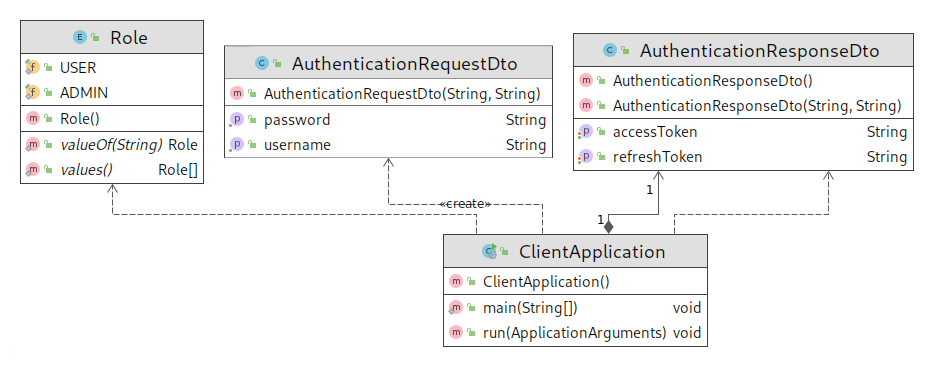 Role
USER
ADMIN
Role()
valueOf(String) Role
values() Role[]
AuthenticationRequestDto
AuthenticationRequestDto(String, String)
password String
username String
AuthenticationResponseDto
AuthenticationResponseDto()
AuthenticationResponseDto(String, String)
accessToken String
refreshToken String
«create»
1
1
ClientApplication
ClientApplication()
main(String[]) void
run(ApplicationArguments) void